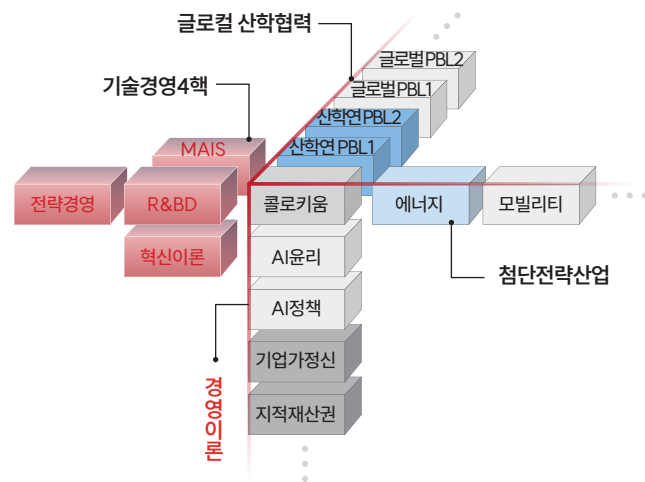 글로컬 산학협력
글로벌PBL2
기술경영4핵
글로벌PBL1
산학연PBL2
MAIS
산학연PBL1
전략경영
R&BD
콜로키움
에너지
모빌리티
혁신이론
AI윤리
첨단전략산업
AI정책
기업가정신
경영이론
지적재산권